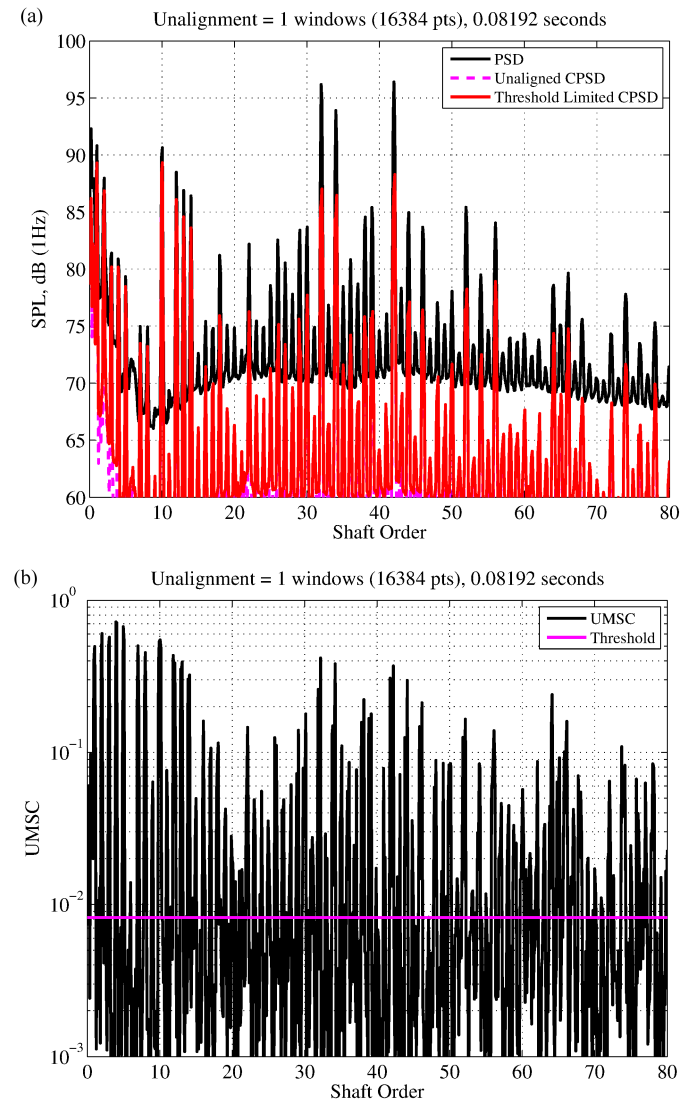 (a)
Unalignment = 1 windows (16384 pts), 0.08192 seconds
100
95
90
85
80
75
70
65
60
SPL, dB (1Hz)
PSD
Unaligned CPSD
Threshold Limited CPSD
0 10 20 30 40 50 60 70 80
Shaft Order
(b)
Unalignment = 1 windows (16384 pts), 0.08192 seconds
10⁰
10⁻¹
10⁻²
10⁻³
UMSC
UMSC
Threshold
0 10 20 30 40 50 60 70 80
Shaft Order